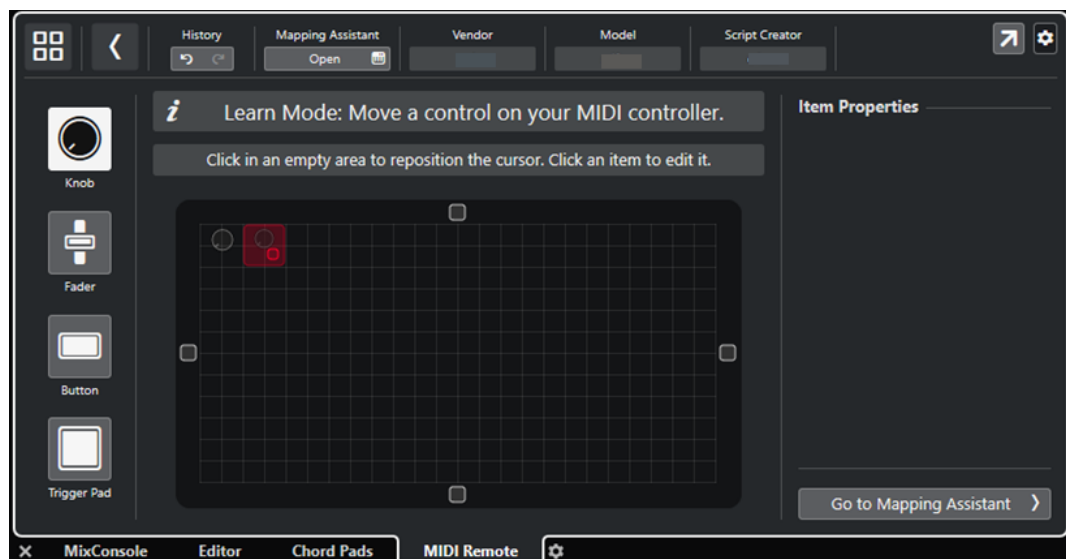 History
Mapping Assistant
Vendor
Model
Script Creator
Open
i Learn Mode: Move a control on your MIDI controller.
Click in an empty area to reposition the cursor. Click an item to edit it.
Item Properties
Knob
Fader
Button
Trigger Pad
Go to Mapping Assistant
MixConsole
Editor
Chord Pads
MIDI Remote